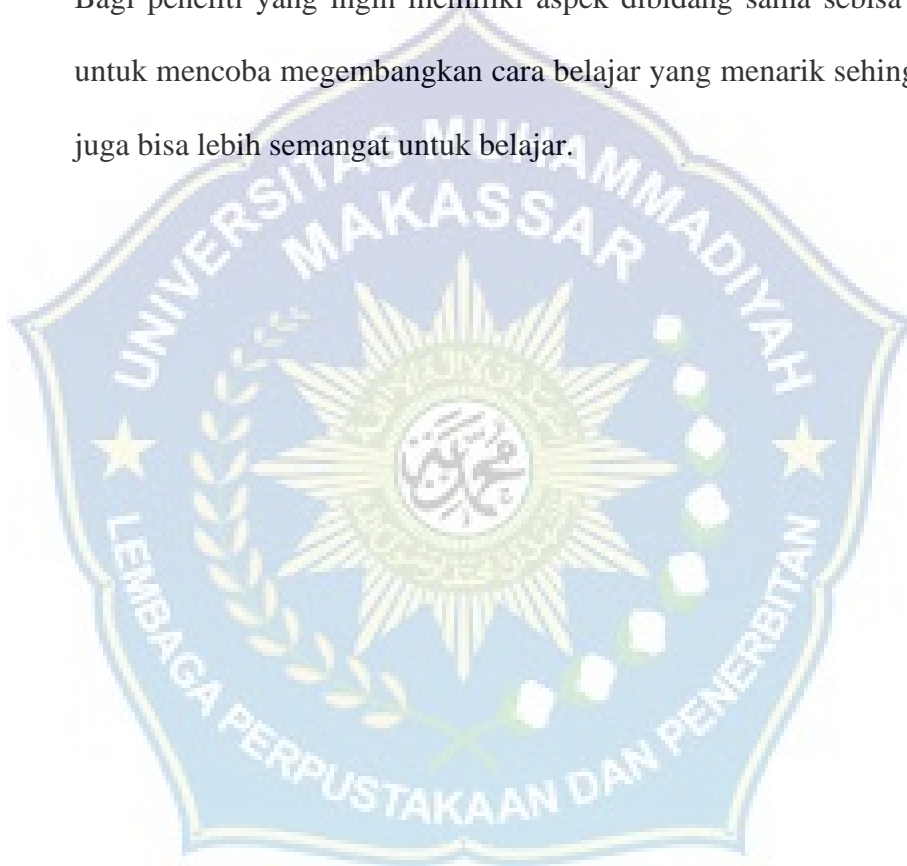 Bagi peneliti yang ingin memiliki aspek dibidang sama sebisa
untuk mencoba megembangkan cara belajar yang menarik sehing
juga bisa lebih semangat untuk belajar.
UNIVERSITAS MUHAMMADIYAH
MAKASSAR
محمدية
LEMBAGA PERPUSTAKAAN DAN PENERBITAN